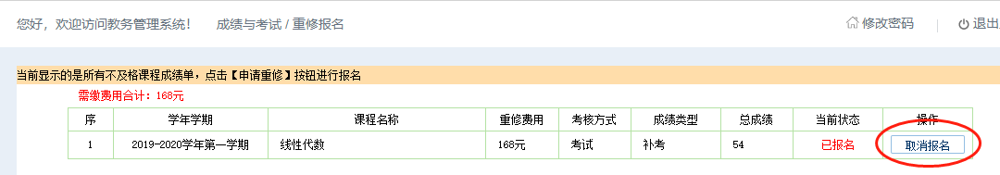 您好，欢迎访问教务管理系统！ 成绩与考试 / 重修报名 修改密码 退出
当前显示的是所有不及格课程成绩单，点击【申请重修】按钮进行报名
需缴费用合计：168元
序 学年学期 课程名称 重修费用 考核方式 成绩类型 总成绩 当前状态 操作
1 2019-2020学年第一学期 线性代数 168元 考试 补考 54 已报名 取消报名